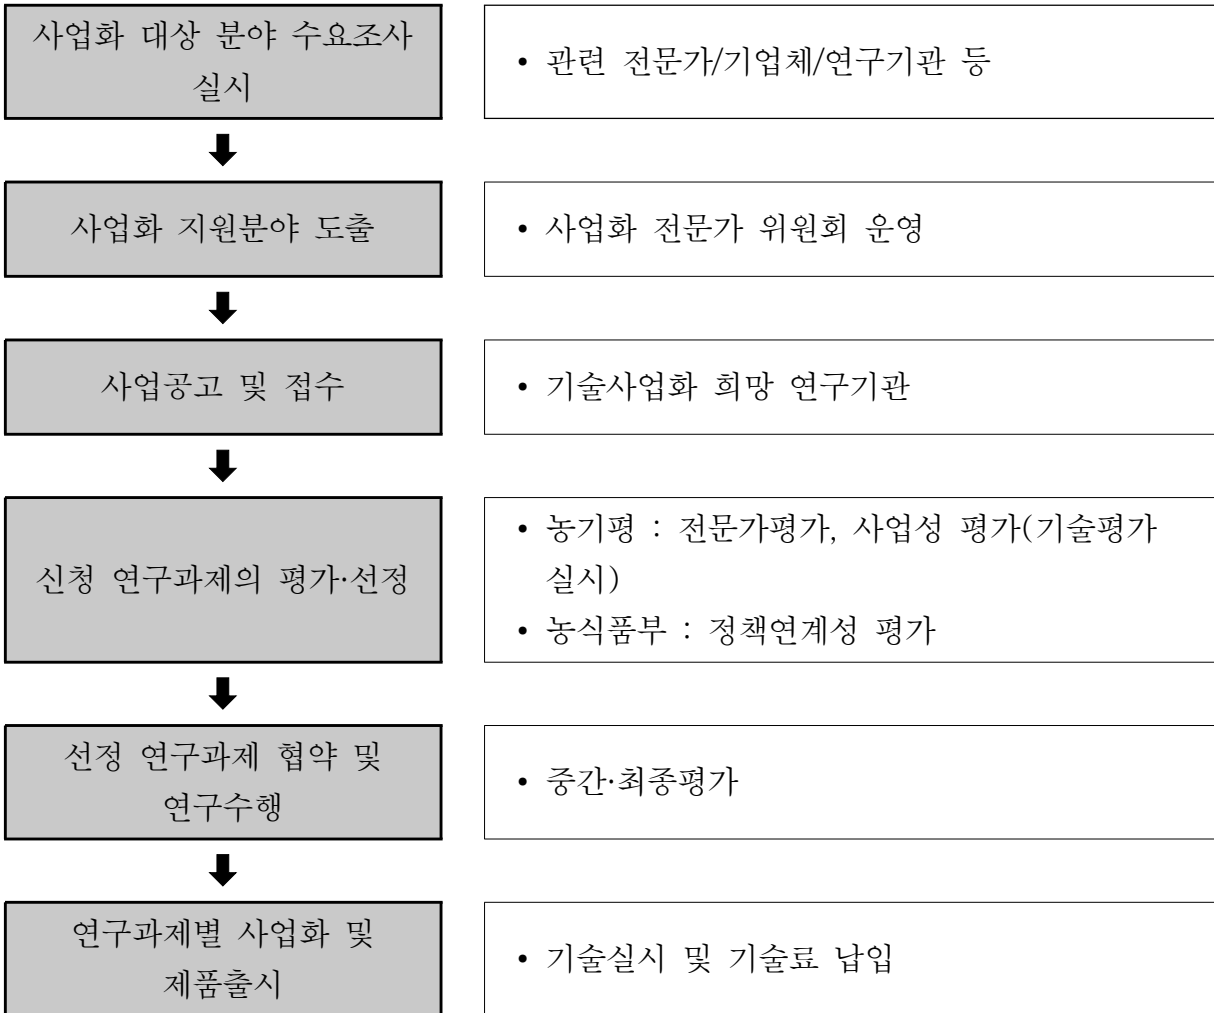 사업화 대상 분야 수요조사
실시
• 관련 전문가/기업체/연구기관 등
사업화 지원분야 도출
• 사업화 전문가 위원회 운영
사업공고 및 접수
• 기술사업화 희망 연구기관
신청 연구과제의 평가·선정
• 농기평 : 전문가평가, 사업성 평가(기술평가
실시)
• 농식품부 : 정책연계성 평가
선정 연구과제 협약 및
연구수행
• 중간·최종평가
연구과제별 사업화 및
제품출시
• 기술실시 및 기술료 납입